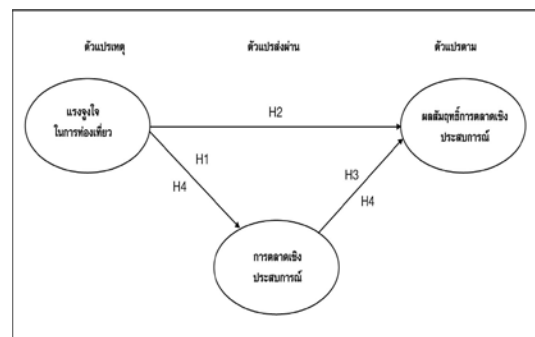 ตัวแปรเหตุ ตัวแปรส่งผ่าน ตัวแปรตาม
แรงจูงใจ
ในการท่องเที่ยว
ผลสัมฤทธิ์การตลาดเชิง
ประสบการณ์
H2
H1
H4
H3
H4
การตลาดเชิง
ประสบการณ์